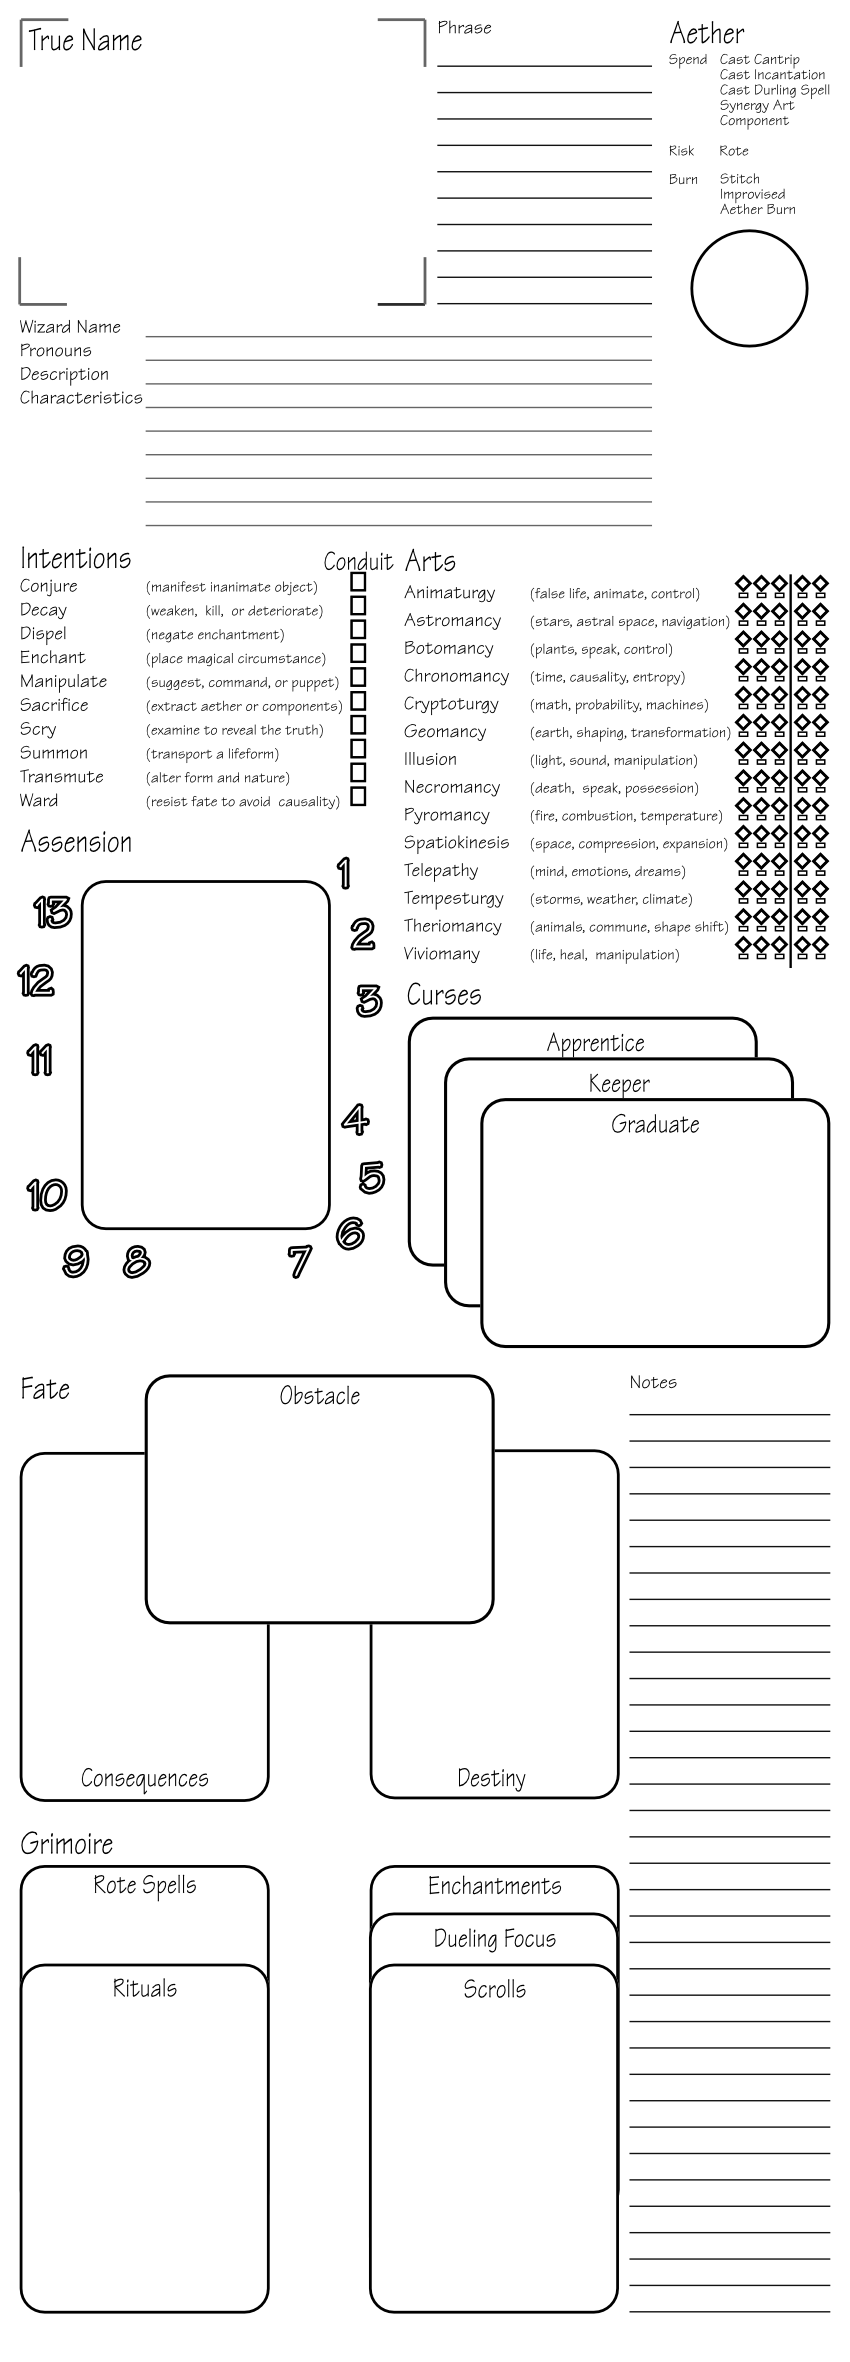 True Name
Phrase
Aether
Spend Cast Cantrip
Cast Incantation
Cast Durling Spell
Synergy Art
Component
Risk Rote
Burn Stitch
Improvised
Aether Burn
Wizard Name
Pronouns
Description
Characteristics
Intentions Conduit
Conjure (manifest inanimate object)
Decay (weaken, kill, or deteriorate)
Dispel (negate enchantment)
Enchant (place magical circumstance)
Manipulate (suggest, command, or puppet)
Sacrifice (extract aether or components)
Scry (examine to reveal the truth)
Summon (transport a lifeform)
Transmute (alter form and nature)
Ward (resist fate to avoid causality)
Arts
Animaturgy (false life, animate, control)
Astromancy (stars, astral space, navigation)
Botomancy (plants, speak, control)
Chronomancy (time, causality, entropy)
Cryptoturgy (math, probability, machines)
Geomancy (earth, shaping, transformation)
Illusion (light, sound, manipulation)
Necromancy (death, speak, possession)
Pyromancy (fire, combustion, temperature)
Spatiokinesis (space, compression, expansion)
Telepathy (mind, emotions, dreams)
Tempesturgy (storms, weather, climate)
Theriomancy (animals, commune, shape shift)
Viviomany (life, heal, manipulation)
Assension
1
2
3
4
5
6
7
8
9
10
11
12
13
Curses
Apprentice
Keeper
Graduate
Fate
Obstacle
Consequences
Destiny
Notes
Grimoire
Rote Spells
Rituals
Enchantments
Dueling Focus
Scrolls